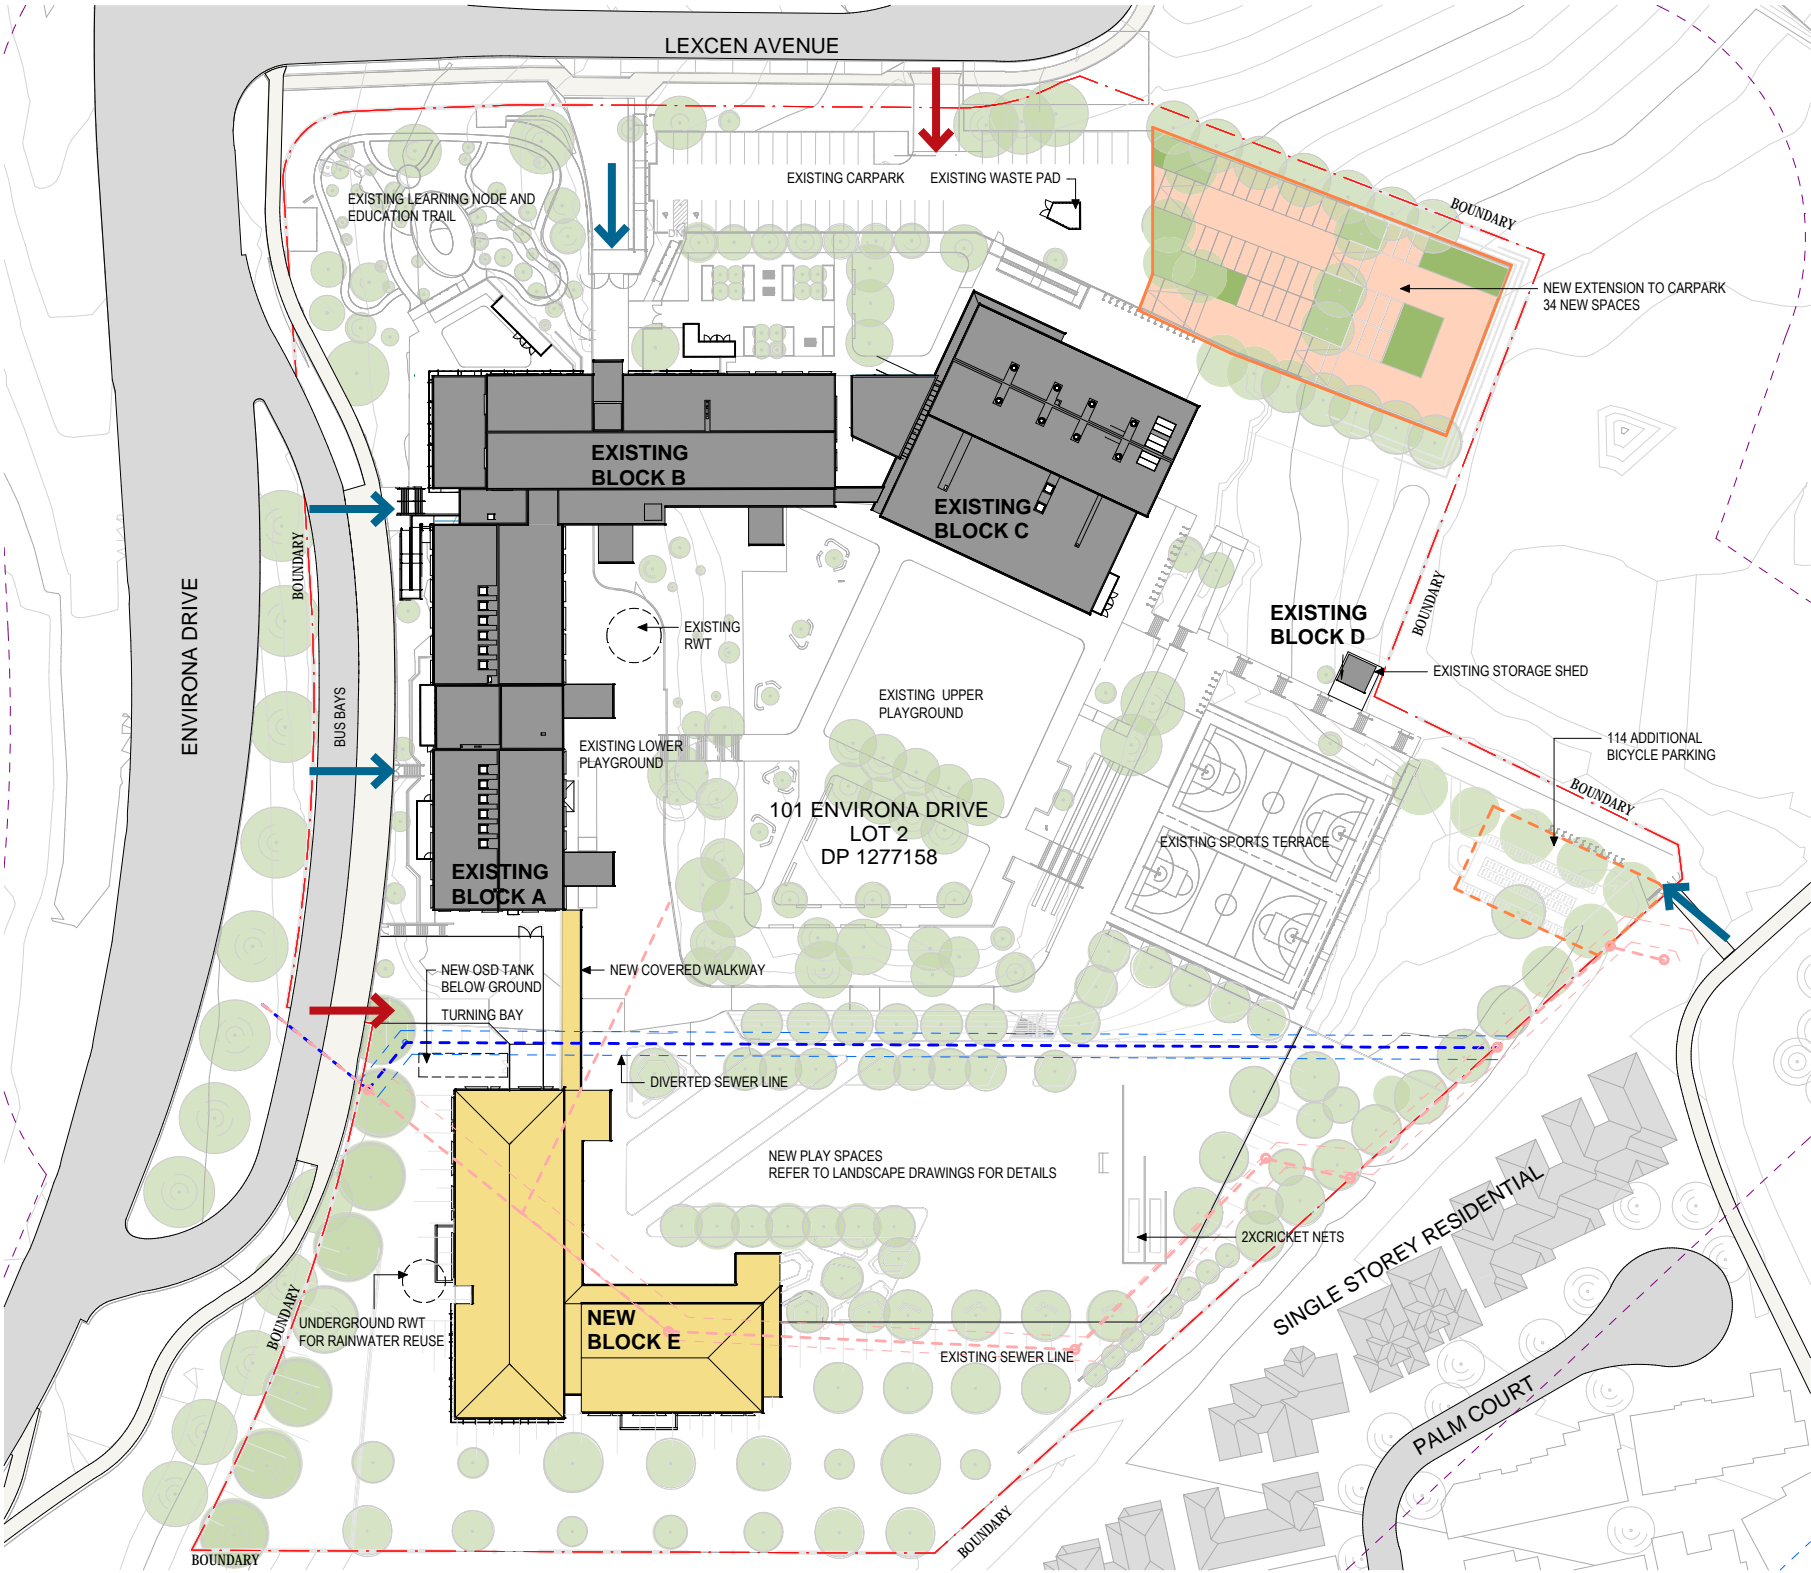 LEXCEN AVENUE
EXISTING CARPARK
EXISTING WASTE PAD
EXISTING LEARNING NODE AND
EDUCATION TRAIL
BOUNDARY
NEW EXTENSION TO CARPARK
34 NEW SPACES
EXISTING
BLOCK B
EXISTING
BLOCK C
BOUNDARY
ENVIRONA DRIVE
BUS BAYS
EXISTING
RWT
EXISTING
BLOCK D
BOUNDARY
EXISTING STORAGE SHED
EXISTING UPPER
PLAYGROUND
EXISTING LOWER
PLAYGROUND
114 ADDITIONAL
BICYCLE PARKING
BOUNDARY
101 ENVIRONA DRIVE
LOT 2
DP 1277158
EXISTING SPORTS TERRACE
EXISTING
BLOCK A
NEW OSD TANK
BELOW GROUND
NEW COVERED WALKWAY
TURNING BAY
DIVERTED SEWER LINE
NEW PLAY SPACES
REFER TO LANDSCAPE DRAWINGS FOR DETAILS
2XCRICKET NETS
SINGLE STOREY RESIDENTIAL
BOUNDARY
UNDERGROUND RWT
FOR RAINWATER REUSE
NEW
BLOCK E
EXISTING SEWER LINE
PALM COURT
BOUNDARY
BOUNDARY